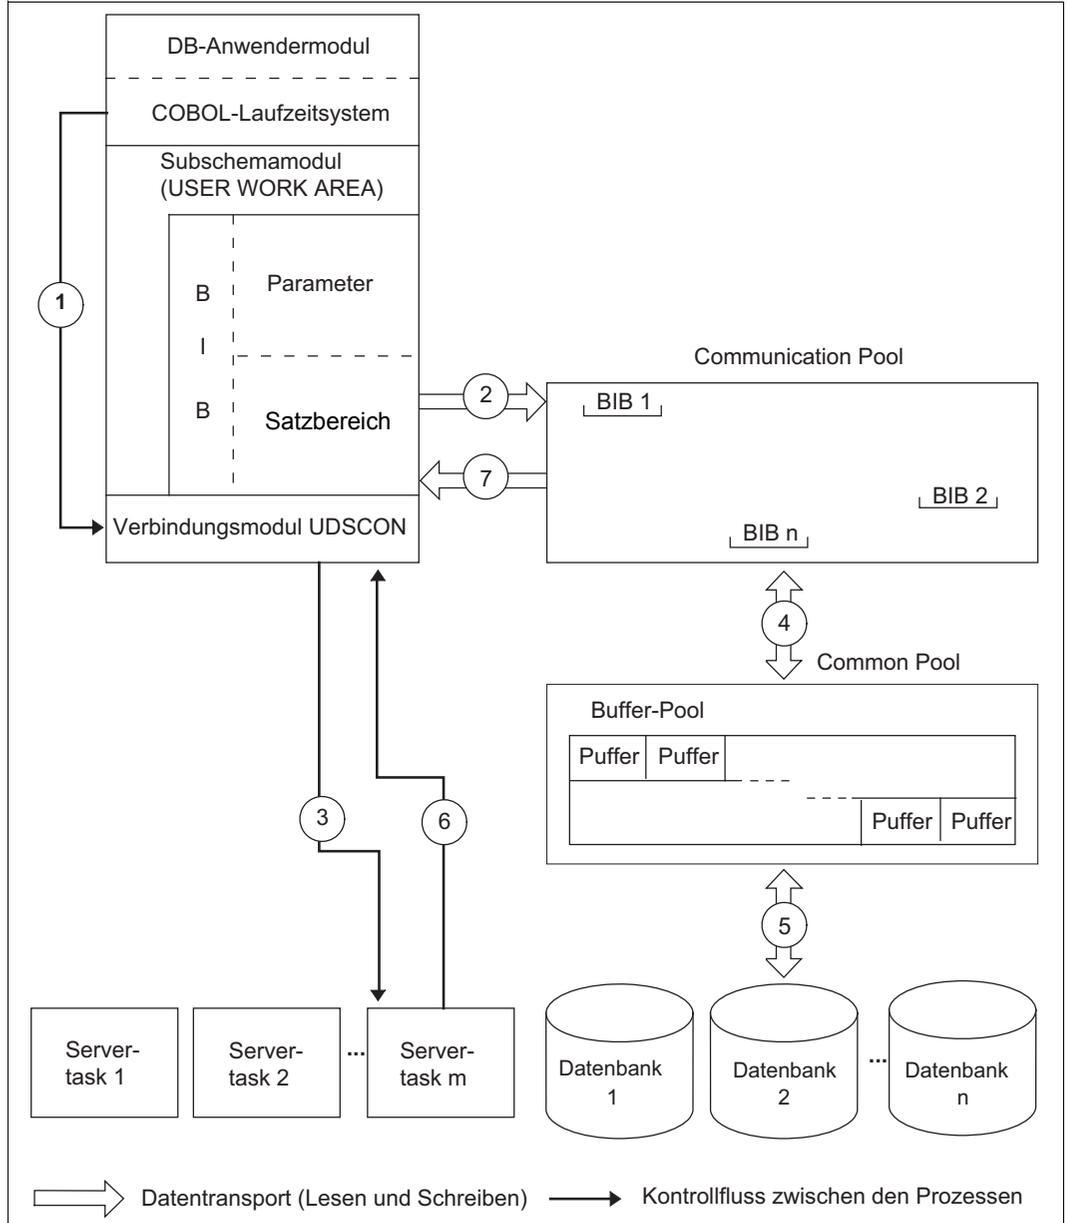 DB-Anwendermodul
COBOL-Laufzeitsystem
Subschemamodul
(USER WORK AREA)
B
I
B
Parameter
Satzbereich
Verbindungsmodul UDSCON
1
2
7
Communication Pool
BIB 1
BIB 2
BIB n
4
Common Pool
Buffer-Pool
Puffer Puffer
Puffer Puffer
3
6
5
Server-
task 1
Server-
task 2
...
Server-
task m
Datenbank
1
Datenbank
2
...
Datenbank
n
Datentransport (Lesen und Schreiben)
Kontrollfluss zwischen den Prozessen